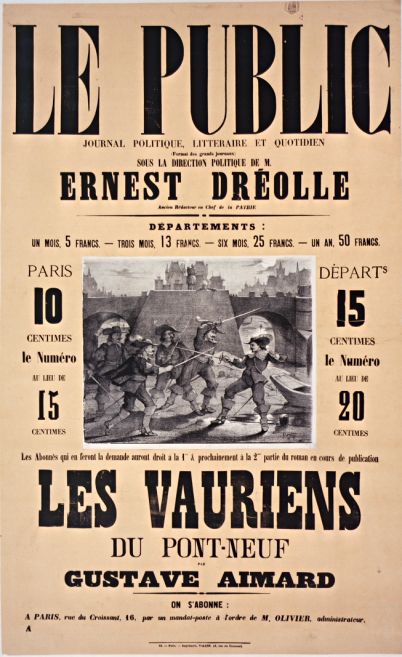 LE PUBLIC
JOURNAL POLITIQUE, LITTERAIRE ET QUOTIDIEN
(Format des grands journaux)
SOUS LA DIRECTION POLITIQUE DE M.
ERNEST DRÉOLLE
Ancien Rédacteur en Chef de la PATRIE
DÉPARTEMENTS :
UN MOIS, 5 FRANCS. — TROIS MOIS, 13 FRANCS. — SIX MOIS, 25 FRANCS. — UN AN, 50 FRANCS.
PARIS
10
CENTIMES
le Numéro
AU LIEU DE
15
CENTIMES
DÉPARTS
15
CENTIMES
le Numéro
AU LIEU DE
20
CENTIMES
Les Abonnés qui en feront la demande auront droit a la 1re & prochainement à la 2me partie du roman en cours de publication
LES VAURIENS
DU PONT-NEUF
PAR
GUSTAVE AIMARD
ON S'ABONNE :
A PARIS, rue du Croissant, 16, par un mandat-poste à l'ordre de M. OLIVIER, administrateur,
A
Paris. — Imprimerie